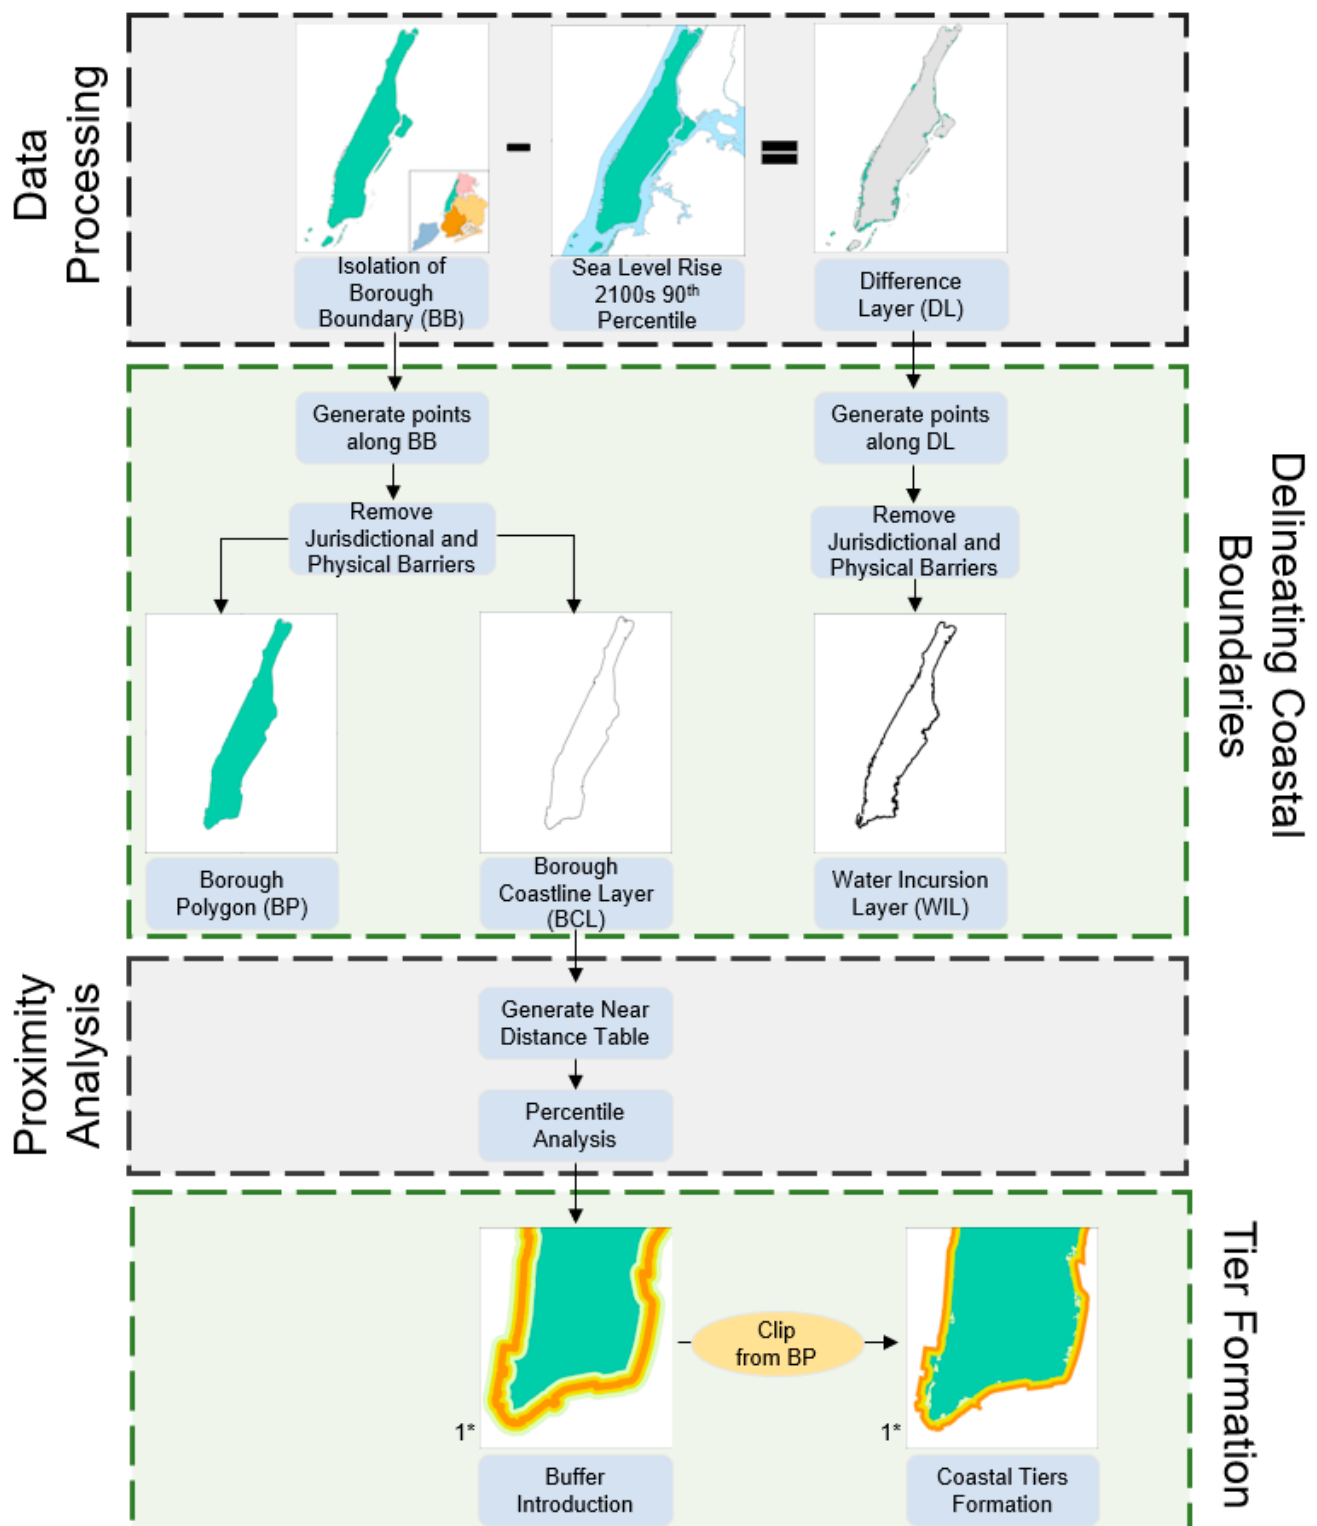 Data
Processing
-
=
Isolation of
Borough
Boundary (BB)
Sea Level Rise
2100s 90th
Percentile
Difference
Layer (DL)
Delineating Coastal
Boundaries
Generate points
along BB
Generate points
along DL
Remove
Jurisdictional and
Physical Barriers
Remove
Jurisdictional and
Physical Barriers
Borough
Polygon (BP)
Borough
Coastline Layer
(BCL)
Water Incursion
Layer (WIL)
Proximity
Analysis
Generate Near
Distance Table
Percentile
Analysis
Tier Formation
Clip
from BP
1*
1*
Buffer
Introduction
Coastal Tiers
Formation